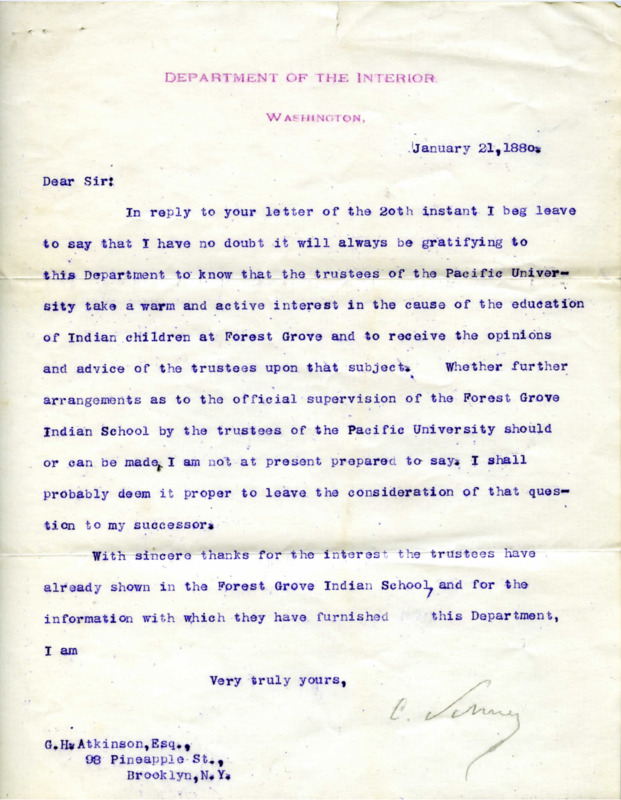 DEPARTMENT OF THE INTERIOR.
WASHINGTON,
January 21,1880.
Dear Sir:
In reply to your letter of the 20th instant I beg leave
to say that I have no doubt it will always be gratifying to
this Department to know that the trustees of the Pacific Univer-
sity take a warm and active interest in the cause of the education
of Indian children at Forest Grove and to receive the opinions
and advice of the trustees upon that subject. Whether further
arrangements as to the official supervision of the Forest Grove
Indian School by the trustees of the Pacific University should
or can be made, I am not at present prepared to say. I shall
probably deem it proper to leave the consideration of that ques-
tion to my successor.
With sincere thanks for the interest the trustees have
already shown in the Forest Grove Indian School, and for the
information with which they have furnished this Department,
I am
Very truly yours,
C. Schurz
G.H.Atkinson,Esq.,
98 Pineapple St.,
Brooklyn,N.Y.